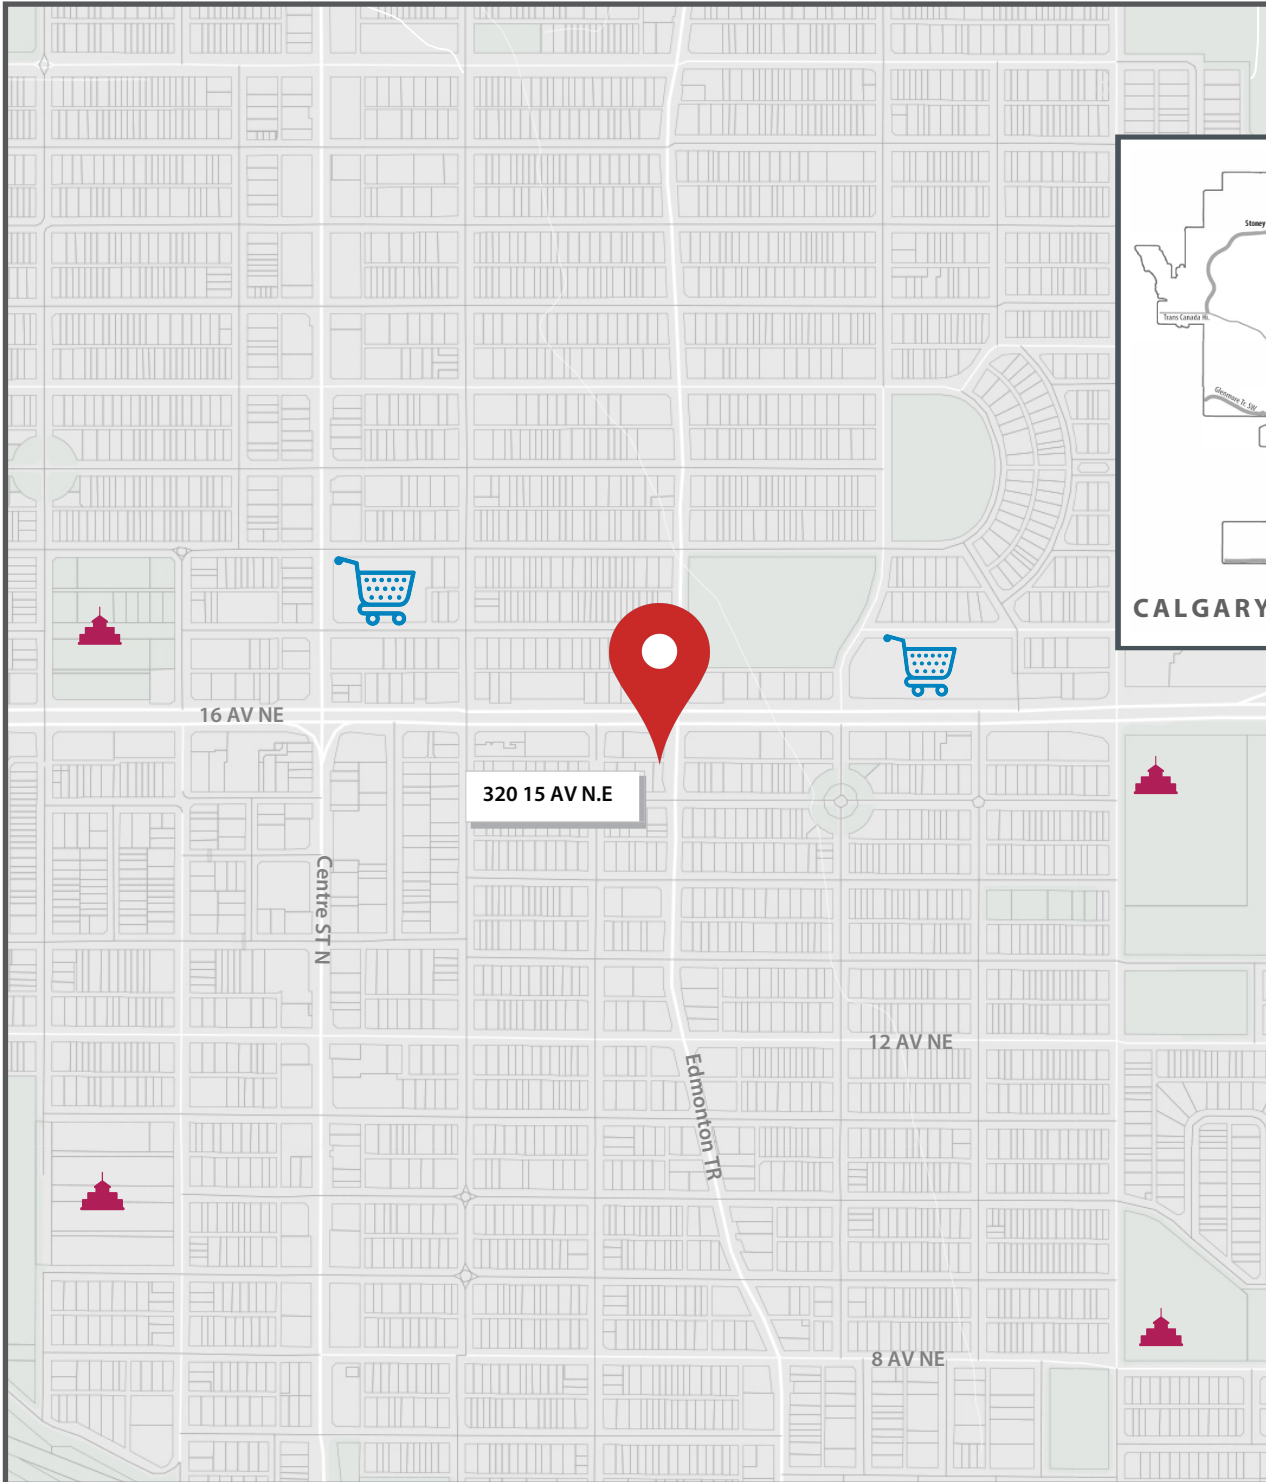 Stoney
Trans Canada Hi.
Glenmore Tr. SW
CALGARY
16 AV NE
320 15 AV N.E
Centre ST N
12 AV NE
Edmonton TR
8 AV NE